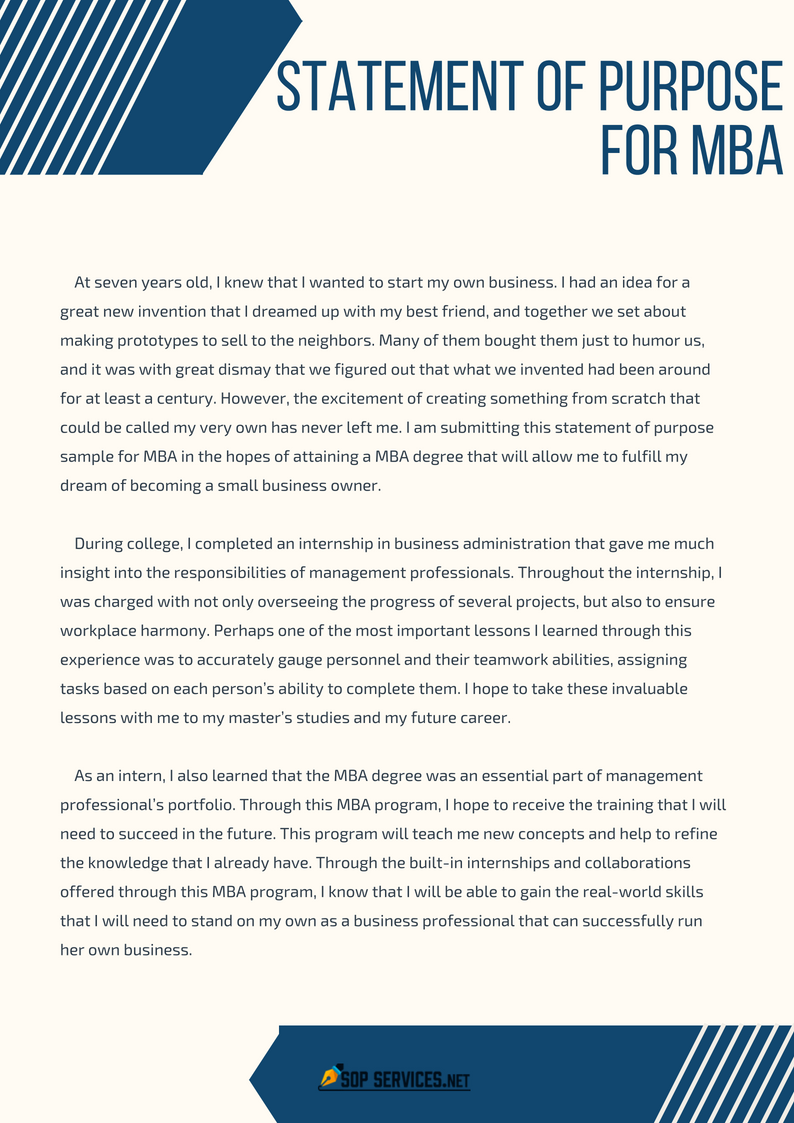 STATEMENT OF PURPOSE
FOR MBA
At seven years old, I knew that I wanted to start my own business. I had an idea for a
great new invention that I dreamed up with my best friend, and together we set about
making prototypes to sell to the neighbors. Many of them bought them just to humor us,
and it was with great dismay that we figured out that what we invented had been around
for at least a century. However, the excitement of creating something from scratch that
could be called my very own has never left me. I am submitting this statement of purpose
sample for MBA in the hopes of attaining a MBA degree that will allow me to fulfill my
dream of becoming a small business owner.
During college, I completed an internship in business administration that gave me much
insight into the responsibilities of management professionals. Throughout the internship, I
was charged with not only overseeing the progress of several projects, but also to ensure
workplace harmony. Perhaps one of the most important lessons I learned through this
experience was to accurately gauge personnel and their teamwork abilities, assigning
tasks based on each person’s ability to complete them. I hope to take these invaluable
lessons with me to my master’s studies and my future career.
As an intern, I also learned that the MBA degree was an essential part of management
professional’s portfolio. Through this MBA program, I hope to receive the training that I will
need to succeed in the future. This program will teach me new concepts and help to refine
the knowledge that I already have. Through the built-in internships and collaborations
offered through this MBA program, I know that I will be able to gain the real-world skills
that I will need to stand on my own as a business professional that can successfully run
her own business.
SOP SERVICES.NET